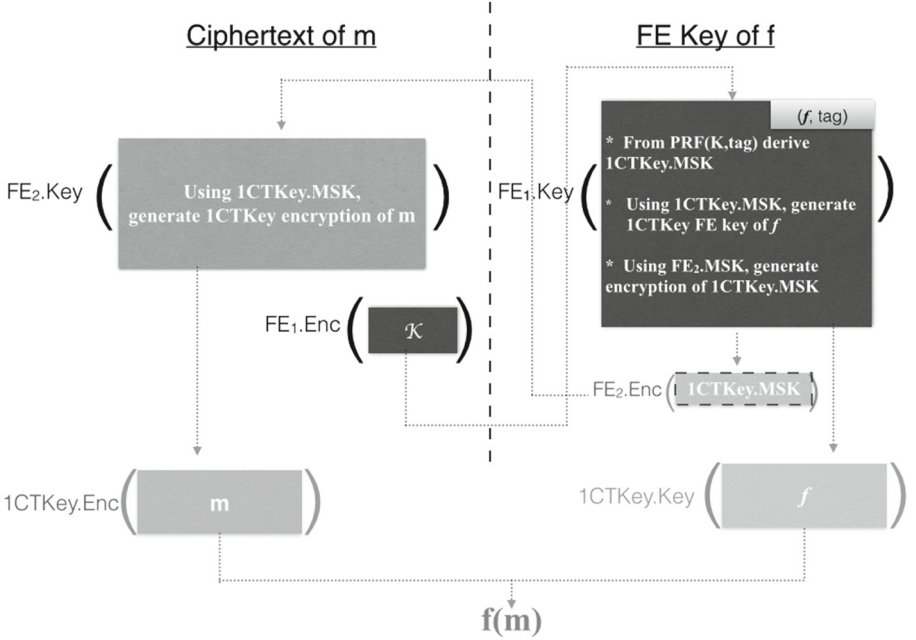 Ciphertext of m
FE Key of f
(f, tag)
FE₂.Key
Using 1CTKey.MSK,
generate 1CTKey encryption of m
FE₁.Key
* From PRF(K,tag) derive
1CTKey.MSK
* Using 1CTKey.MSK, generate
1CTKey FE key of f
* Using FE₂.MSK, generate
encryption of 1CTKey.MSK
FE₁.Enc
K
FE₂.Enc
1CTKey.MSK
1CTKey.Enc
m
1CTKey.Key
f
f(m)